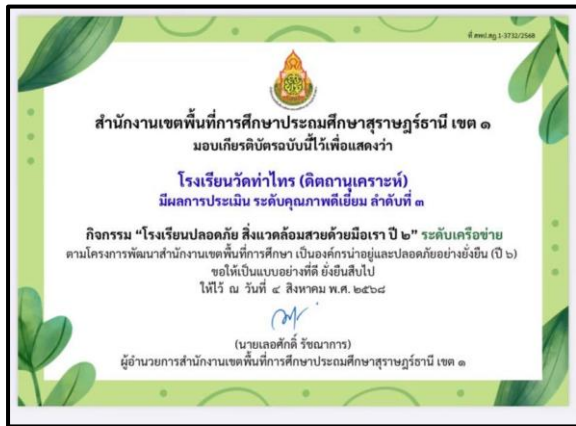 ที่ ศธพป.สฎ.1-3732/2568
สำนักงานเขตพื้นที่การศึกษาประถมศึกษาสุราษฎร์ธานี เขต ๑
มอบเกียรติบัตรฉบับนี้ไว้เพื่อแสดงว่า
โรงเรียนวัดท่าไทร (ดิตถานุเคราะห์)
มีผลการประเมิน ระดับคุณภาพดีเยี่ยม ลำดับที่ ๓
กิจกรรม “โรงเรียนปลอดภัย สิ่งแวดล้อมสวยด้วยมือเรา ปี ๒” ระดับเครือข่าย
ตามโครงการพัฒนาสำนักงานเขตพื้นที่การศึกษา เป็นองค์กรน่าอยู่และปลอดภัยอย่างยั่งยืน (ปี ๖)
ขอให้เป็นแบบอย่างที่ดี ยั่งยืนสืบไป
ให้ไว้ ณ วันที่ ๔ สิงหาคม พ.ศ. ๒๕๖๘
(นายเลอศักดิ์ รัชณาการ)
ผู้อำนวยการสำนักงานเขตพื้นที่การศึกษาประถมศึกษาสุราษฎร์ธานี เขต ๑